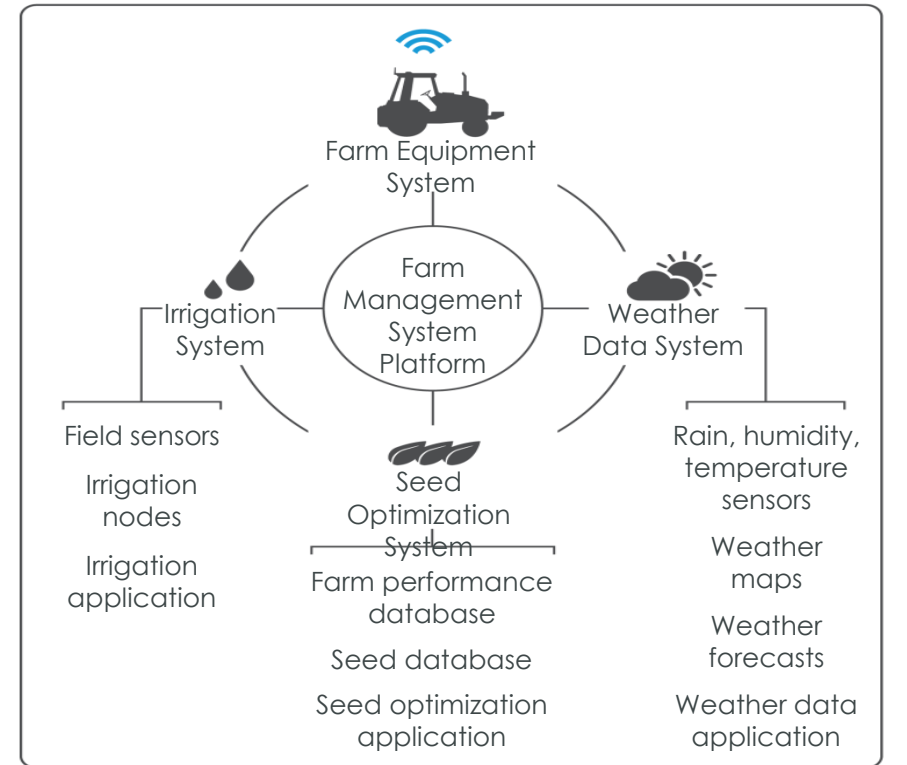 Farm Equipment
System
Farm
Management
System
Platform
Irrigation
System
Weather
Data System
Seed
Optimization
System
Field sensors
Irrigation
nodes
Irrigation
application
Farm performance
database
Seed database
Seed optimization
application
Rain, humidity,
temperature
sensors
Weather
maps
Weather
forecasts
Weather data
application